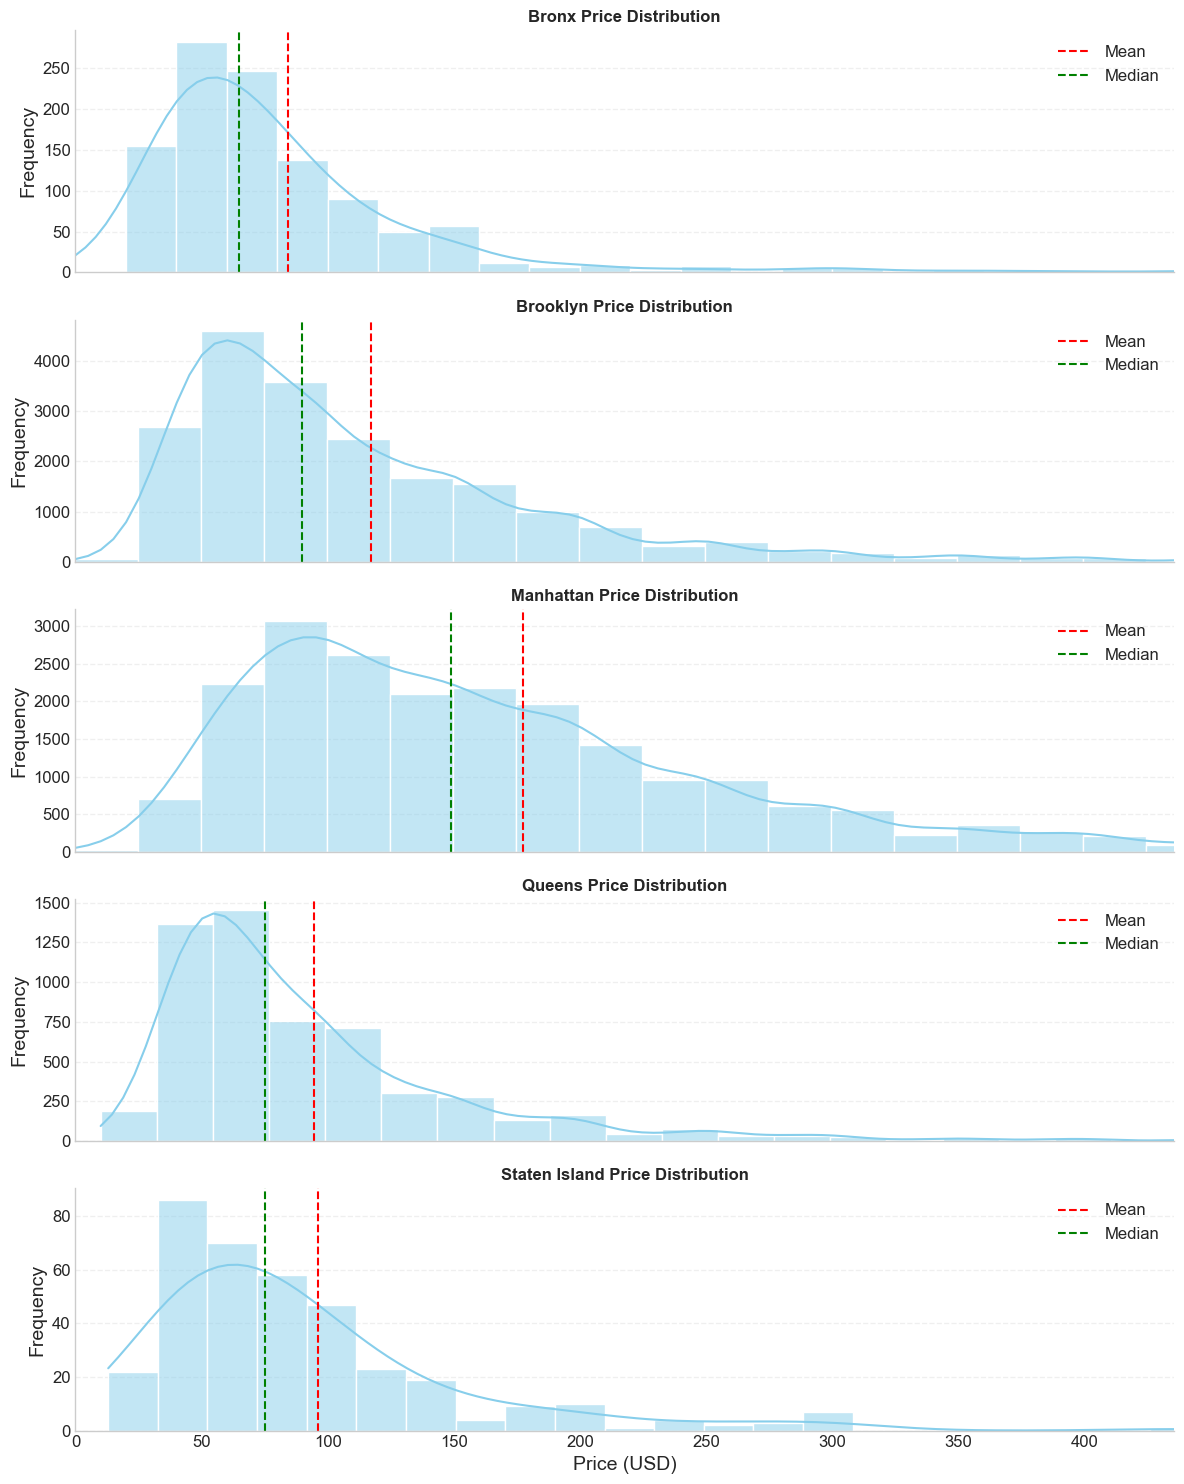 Bronx Price Distribution
Frequency
250
200
150
100
50
0
Mean
Median
Brooklyn Price Distribution
Frequency
4000
3000
2000
1000
0
Mean
Median
Manhattan Price Distribution
Frequency
3000
2500
2000
1500
1000
500
0
Mean
Median
Queens Price Distribution
Frequency
1500
1250
1000
750
500
250
0
Mean
Median
Staten Island Price Distribution
Frequency
80
60
40
20
0
Mean
Median
0 50 100 150 200 250 300 350 400
Price (USD)